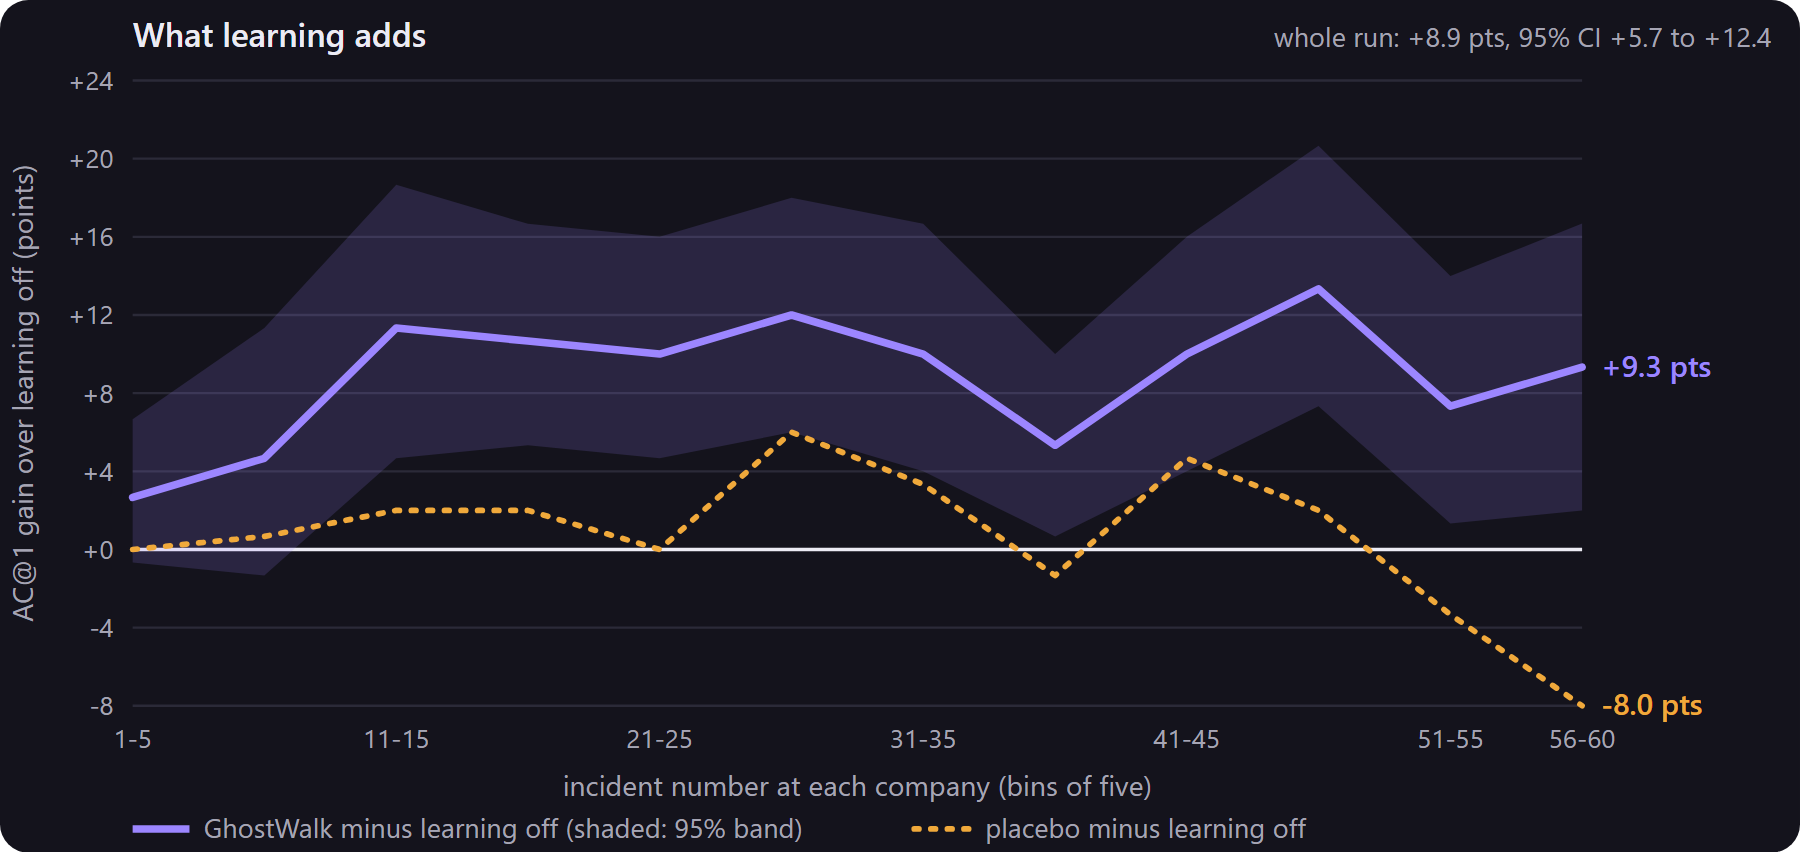 What learning adds
whole run: +8.9 pts, 95% CI +5.7 to +12.4
AC@1 gain over learning off (points)
+24
+20
+16
+12
+8
+4
+0
-4
-8
+9.3 pts
-8.0 pts
1-5
11-15
21-25
31-35
41-45
51-55
56-60
incident number at each company (bins of five)
GhostWalk minus learning off (shaded: 95% band)
placebo minus learning off